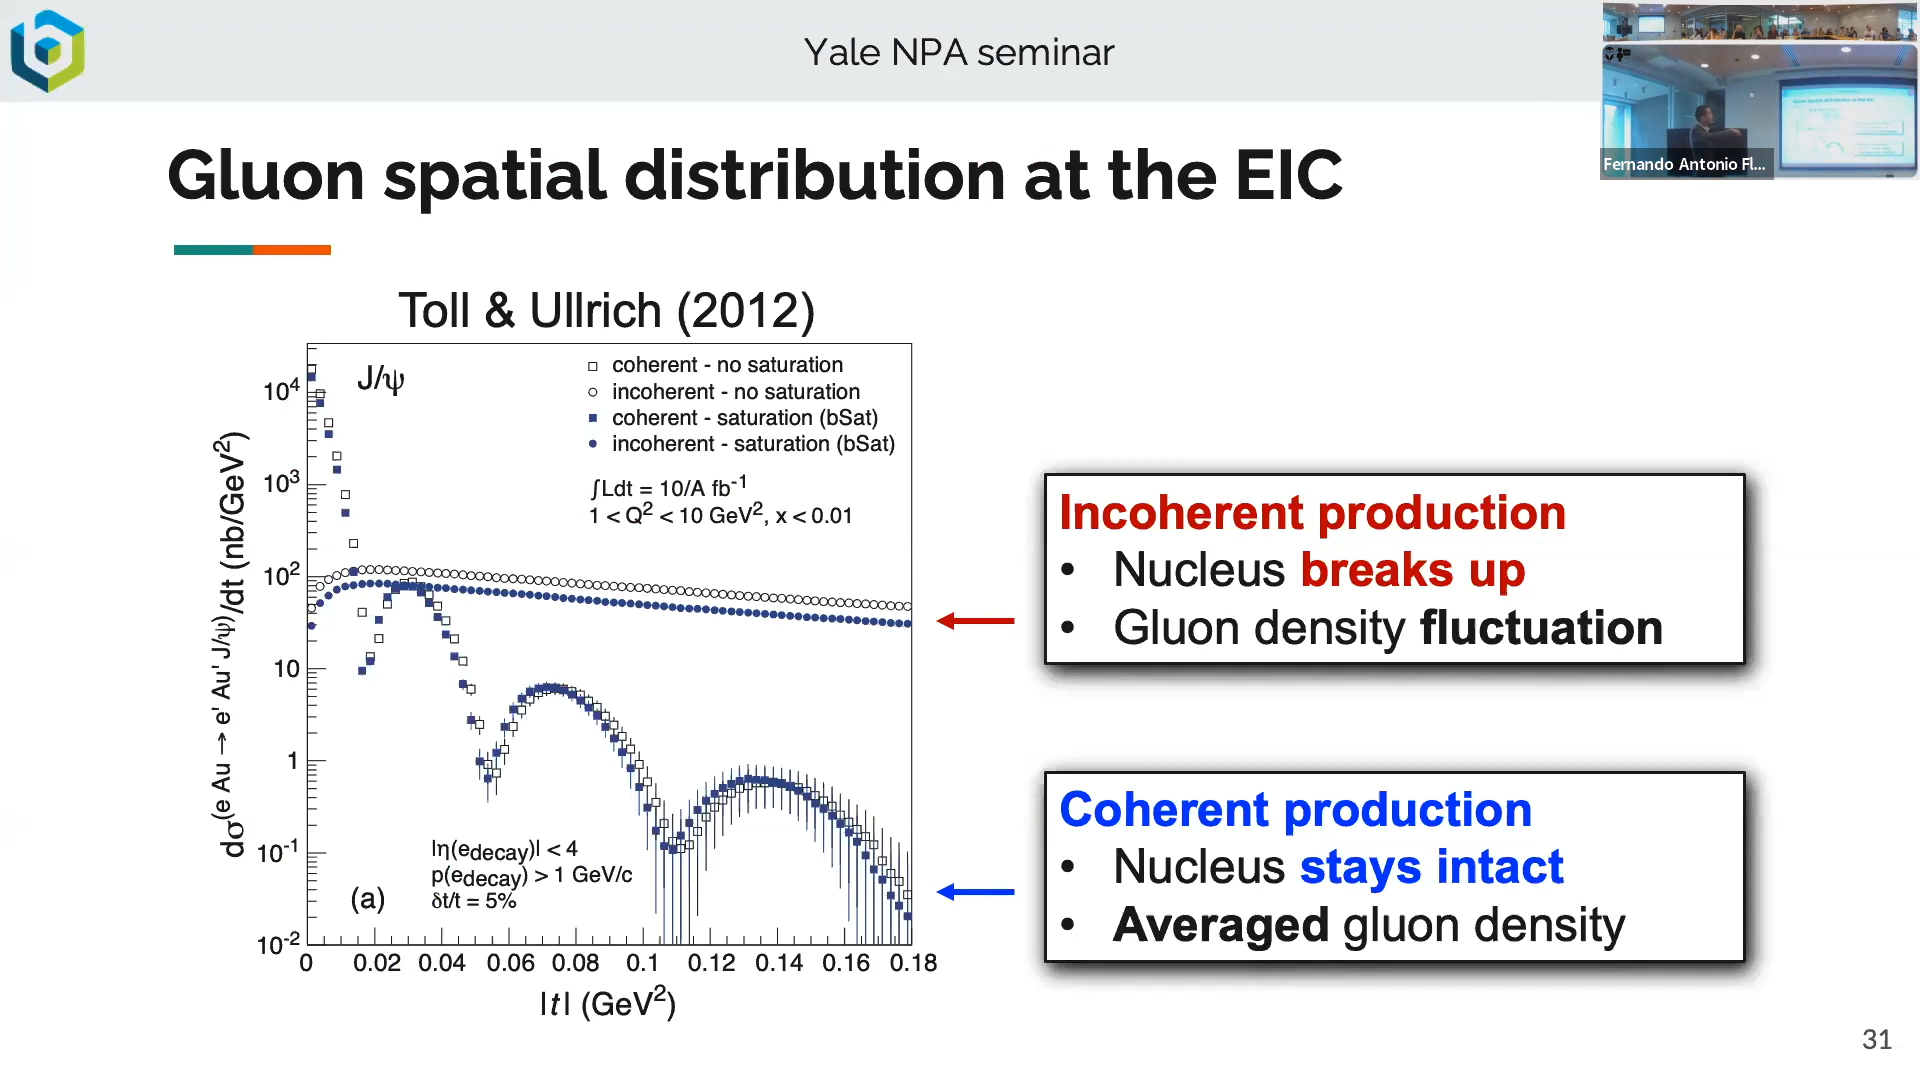 Yale NPA seminar
Fernando Antonio Fl...
Gluon spatial distribution at the EIC
Toll & Ullrich (2012)
J/ψ
□ coherent - no saturation
○ incoherent - no saturation
■ coherent - saturation (bSat)
● incoherent - saturation (bSat)
∫Ldt = 10/A fb⁻¹
1 < Q² < 10 GeV², x < 0.01
dσ(e Au → e' Au' J/ψ)/dt (nb/GeV²)
10⁴
10³
10²
10
1
10⁻¹
10⁻²
|η(e_decay)| < 4
p(e_decay) > 1 GeV/c
δt/t = 5%
(a)
0 0.02 0.04 0.06 0.08 0.1 0.12 0.14 0.16 0.18
|t| (GeV²)
Incoherent production
• Nucleus breaks up
• Gluon density fluctuation
Coherent production
• Nucleus stays intact
• Averaged gluon density
31